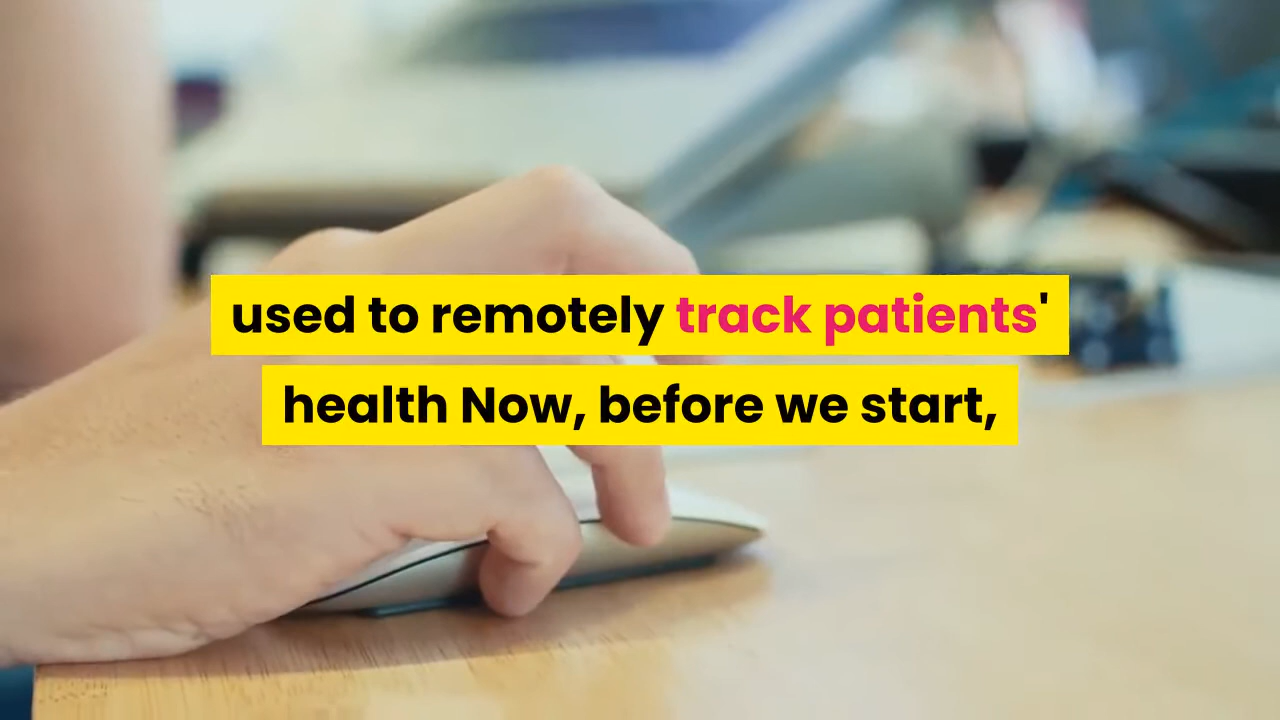 used to remotely track patients'
health Now, before we start,